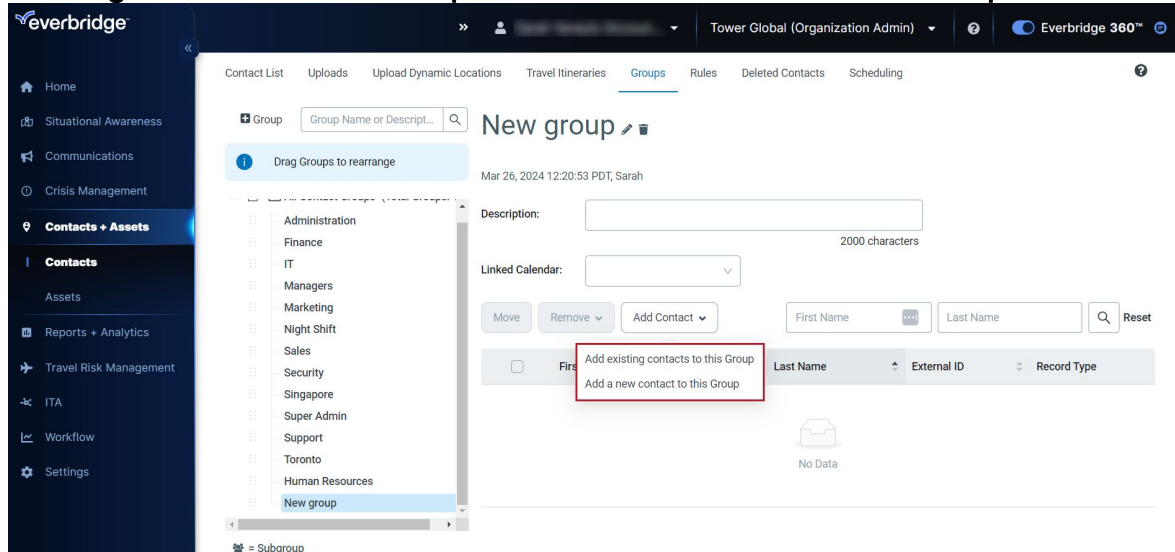 everbridge™
»
Tower Global (Organization Admin)
Everbridge 360™
«
Home
Situational Awareness
Communications
Crisis Management
Contacts + Assets
Contacts
Assets
Reports + Analytics
Travel Risk Management
ITA
Workflow
Settings
Contact List Uploads Upload Dynamic Locations Travel Itineraries Groups Rules Deleted Contacts Scheduling
Group
Group Name or Descript...
Drag Groups to rearrange
Administration
Finance
IT
Managers
Marketing
Night Shift
Sales
Security
Singapore
Super Admin
Support
Toronto
Human Resources
New group
= Subgroup
New group
Mar 26, 2024 12:20:53 PDT, Sarah
Description:
2000 characters
Linked Calendar:
Move Remove Add Contact First Name Last Name Reset
Add existing contacts to this Group
Add a new contact to this Group
Last Name External ID Record Type
No Data